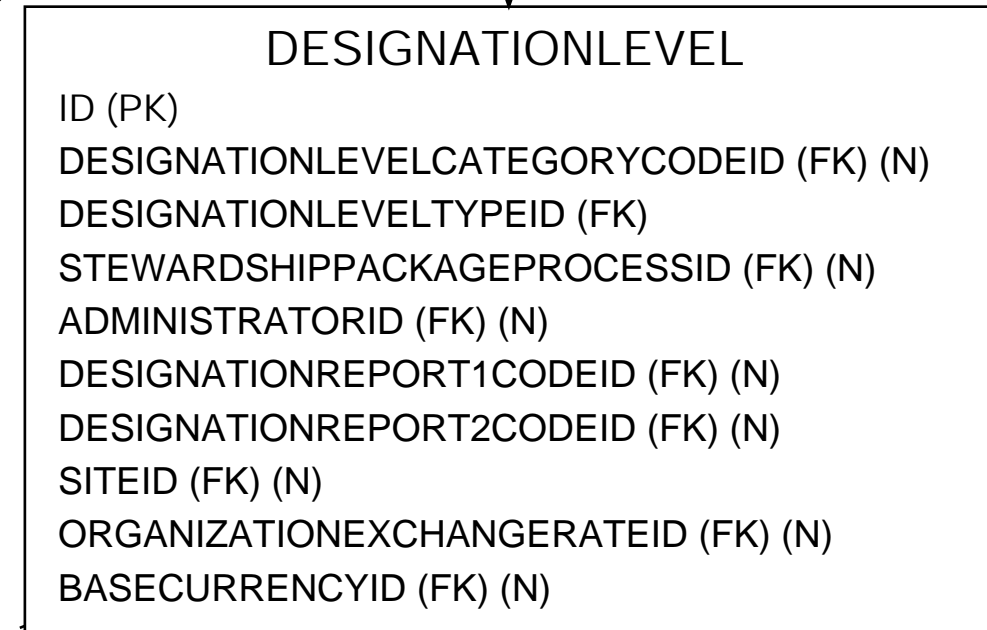 DESIGNATIONLEVEL
ID (PK)
DESIGNATIONLEVELCATEGORYCODEID (FK) (N)
DESIGNATIONLEVELTYPEID (FK)
STEWARDSHIPPACKAGEPROCESSID (FK) (N)
ADMINISTRATORID (FK) (N)
DESIGNATIONREPORT1CODEID (FK) (N)
DESIGNATIONREPORT2CODEID (FK) (N)
SITEID (FK) (N)
ORGANIZATIONEXCHANGERATEID (FK) (N)
BASECURRENCYID (FK) (N)